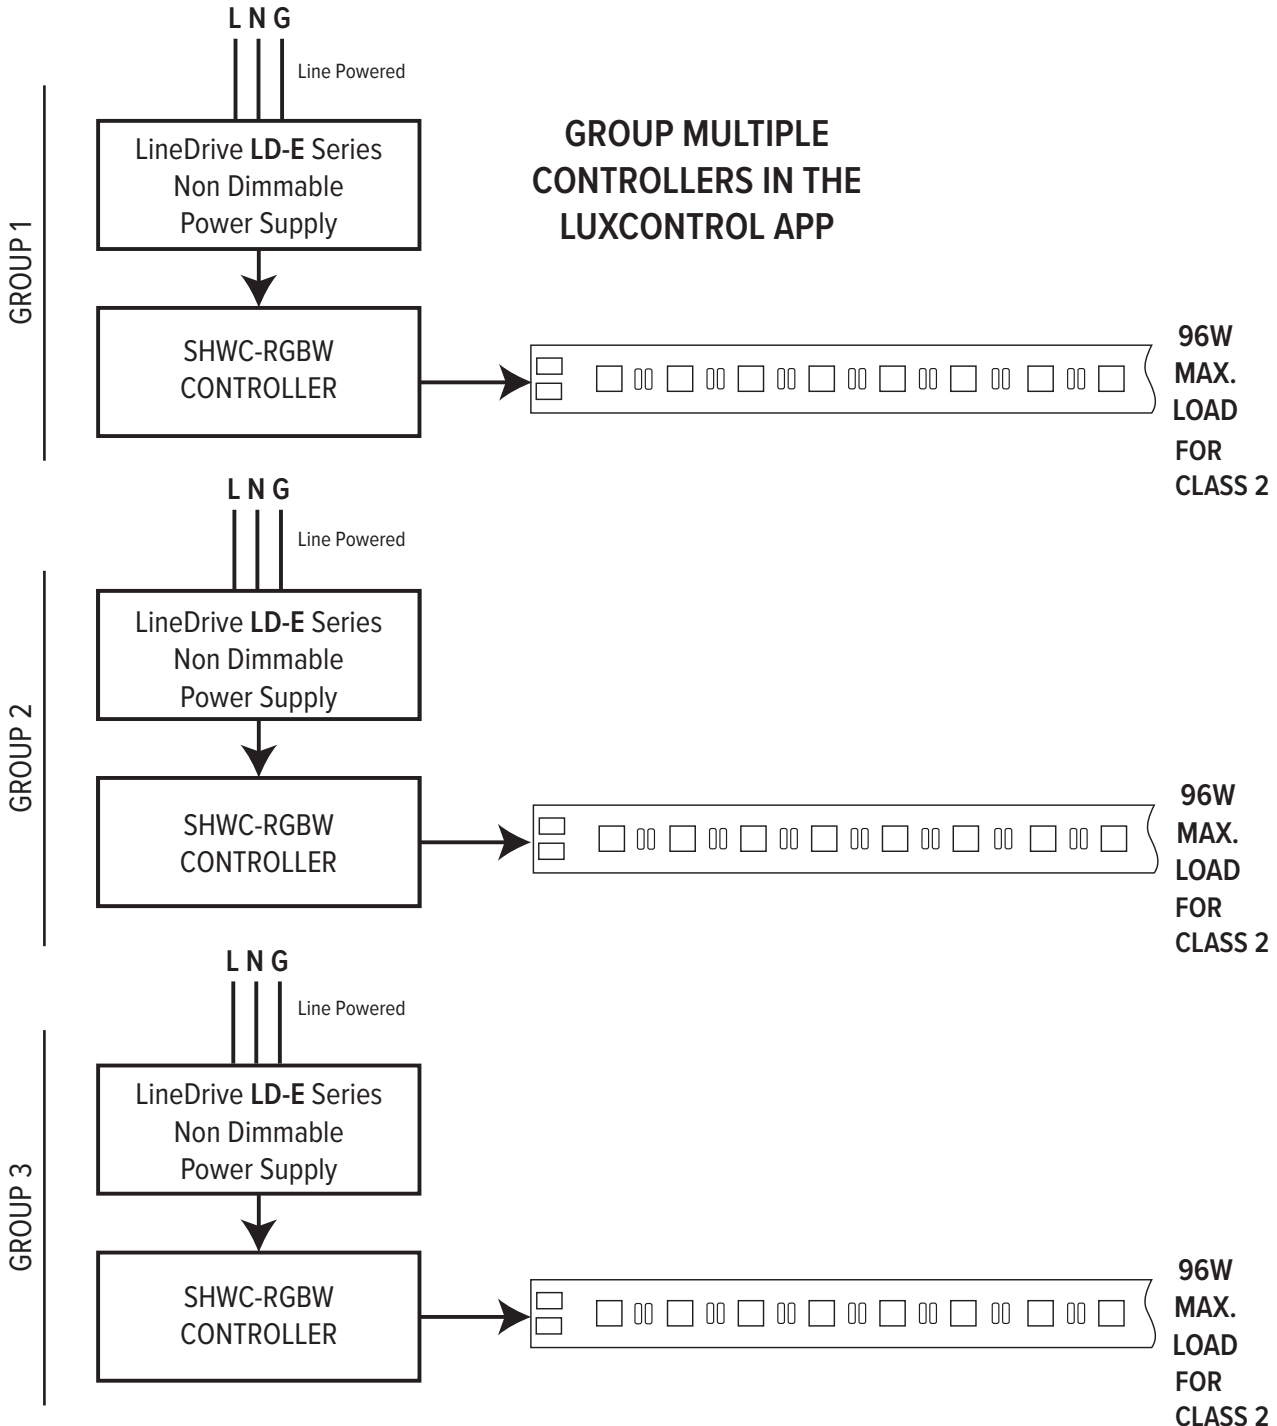 L N G
Line Powered
GROUP 1
LineDrive LD-E Series
Non Dimmable
Power Supply
GROUP MULTIPLE
CONTROLLERS IN THE
LUXCONTROL APP
SHWC-RGBW
CONTROLLER
96W
MAX.
LOAD
FOR
CLASS 2
L N G
Line Powered
GROUP 2
LineDrive LD-E Series
Non Dimmable
Power Supply
SHWC-RGBW
CONTROLLER
96W
MAX.
LOAD
FOR
CLASS 2
L N G
Line Powered
GROUP 3
LineDrive LD-E Series
Non Dimmable
Power Supply
SHWC-RGBW
CONTROLLER
96W
MAX.
LOAD
FOR
CLASS 2